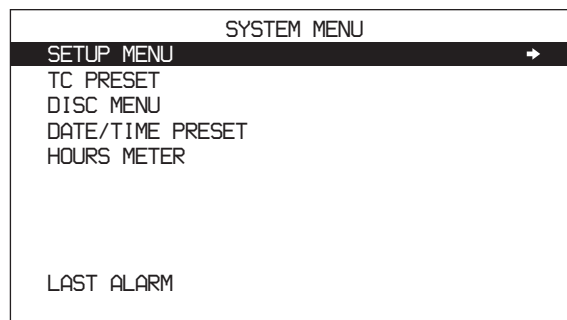 SYSTEM MENU
SETUP MENU
TC PRESET
DISC MENU
DATE/TIME PRESET
HOURS METER
LAST ALARM